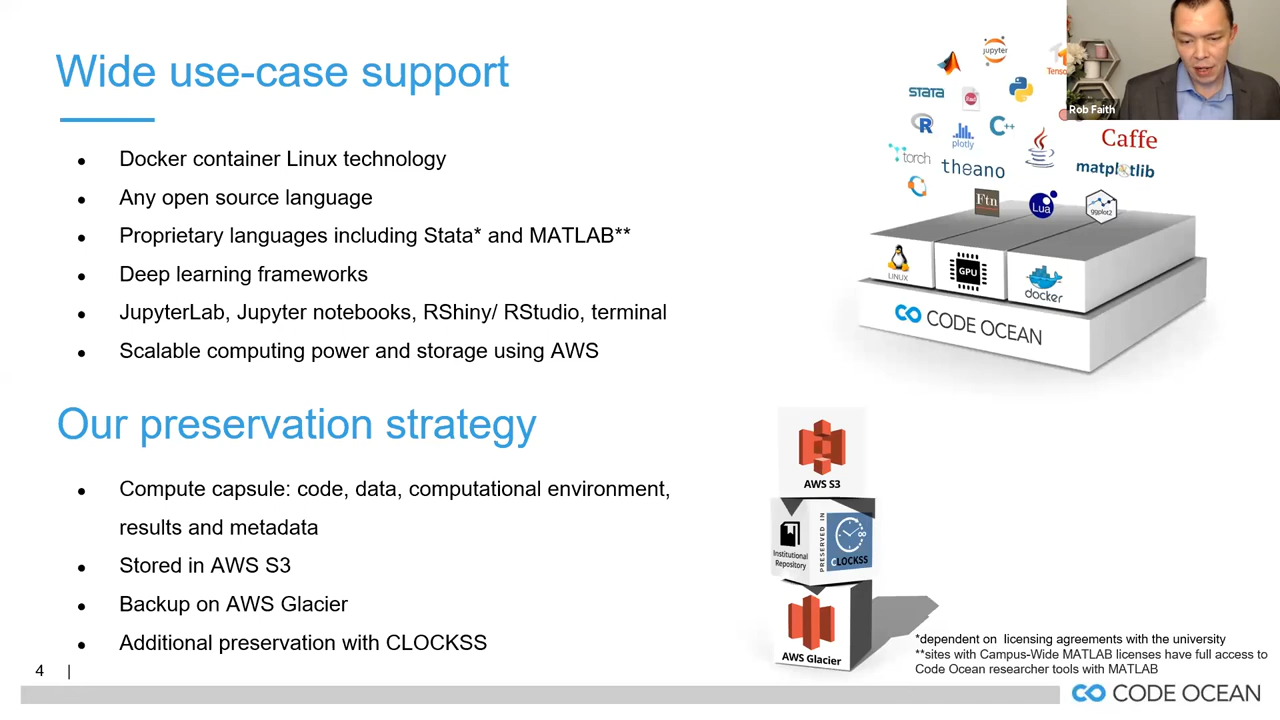 Wide use-case support
Docker container Linux technology
Any open source language
Proprietary languages including Stata* and MATLAB**
Deep learning frameworks
JupyterLab, Jupyter notebooks, RShiny/ RStudio, terminal
Scalable computing power and storage using AWS
Our preservation strategy
Compute capsule: code, data, computational environment,
results and metadata
Stored in AWS S3
Backup on AWS Glacier
Additional preservation with CLOCKSS
4 |
jupyter
Tens
Rob Faith
STATA
R
plotly
C++
Caffe
torch
theano
matplotlib
Ftn
Lua
ggplot2
LINUX
GPU
docker
CODE OCEAN
AWS S3
PRESERVED IN
Institutional
Repository
CLOCKSS
AWS Glacier
*dependent on licensing agreements with the university
**sites with Campus-Wide MATLAB licenses have full access to
Code Ocean researcher tools with MATLAB
CODE OCEAN